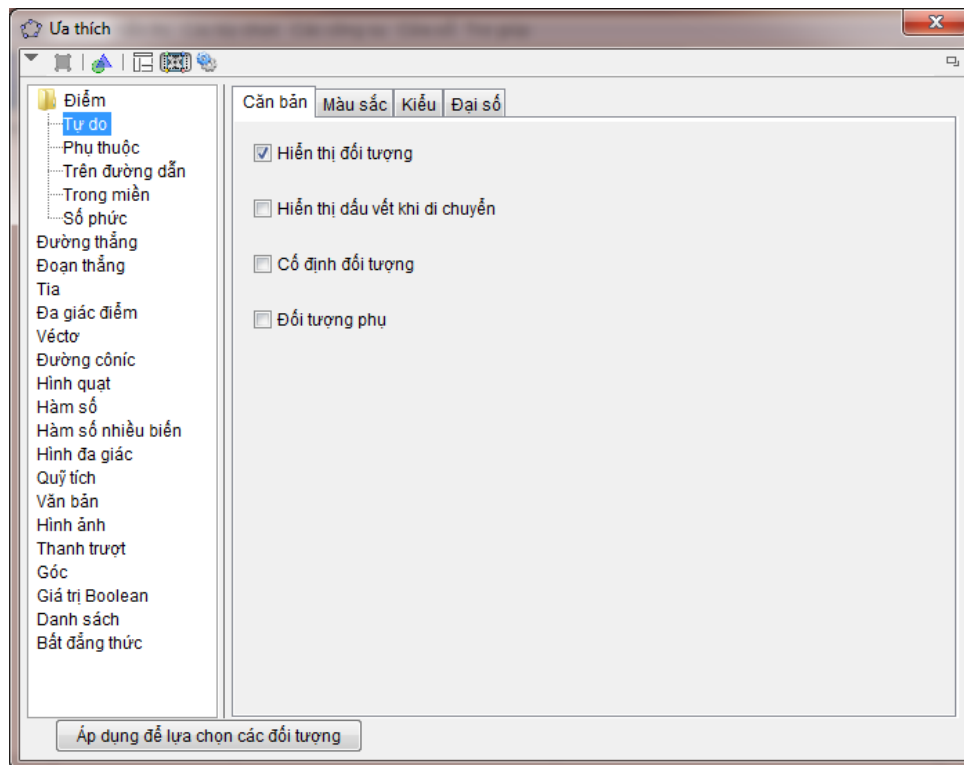 Ưa thích
Căn bản Màu sắc Kiểu Đại số
Điểm
Tự do
Phụ thuộc
Trên đường dẫn
Trong miền
Số phức
Đường thẳng
Đoạn thẳng
Tia
Đa giác điểm
Véctơ
Đường cônic
Hình quạt
Hàm số
Hàm số nhiều biến
Hình đa giác
Quỹ tích
Văn bản
Hình ảnh
Thanh trượt
Góc
Giá trị Boolean
Danh sách
Bất đẳng thức
Hiển thị đối tượng
Hiển thị dấu vết khi di chuyển
Cố định đối tượng
Đối tượng phụ
Áp dụng để lựa chọn các đối tượng